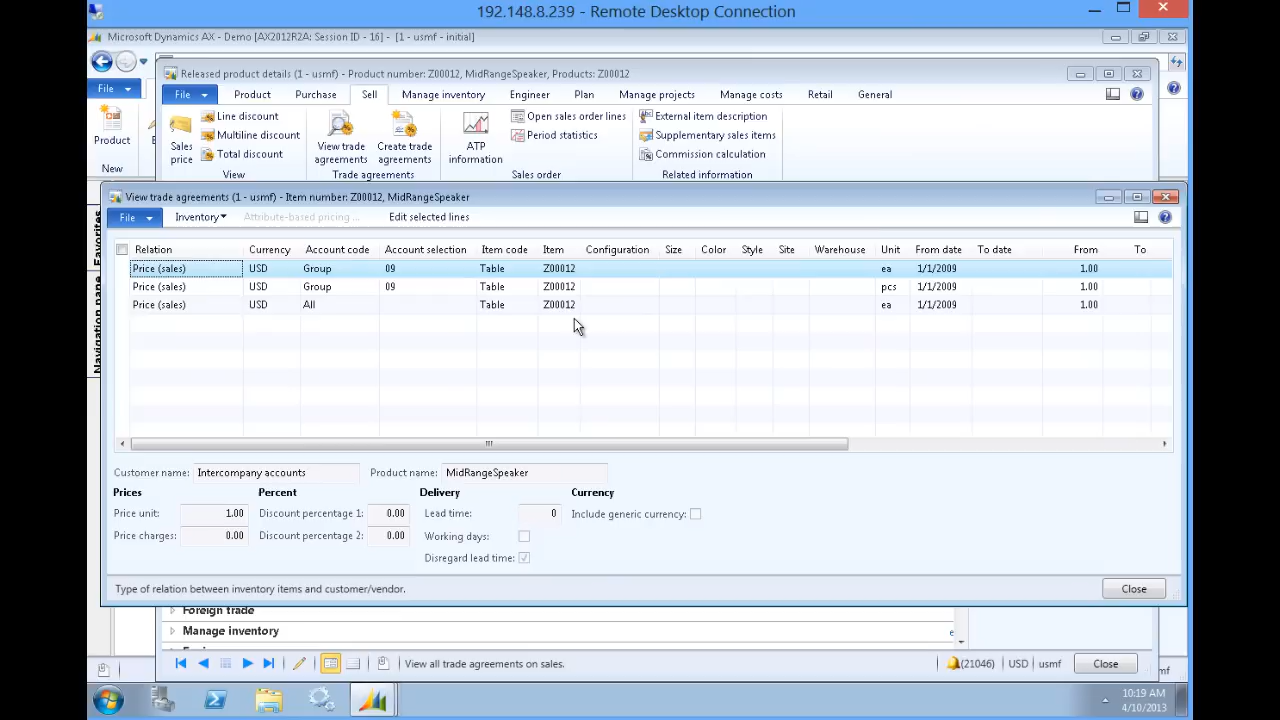 192.148.8.239 - Remote Desktop Connection
Microsoft Dynamics AX - Demo [AX2012R2A: Session ID - 16] - [1 - usmf - initial]
Released product details (1 - usmf) - Product number: Z00012, MidRangeSpeaker, Products: Z00012
File
File Product Purchase Sell Engineer Plan Manage projects Manage costs Retail General
Product
New
Sales price
Line discount
Multiline discount
Total discount
View
View trade agreements
Create trade agreements
Trade agreements
ATP information
Open sales order lines
Period statistics
Sales order
External item description
Supplementary sales items
Commission calculation
Related information
Favorites
View trade agreements (1 - usmf) - Item number: Z00012, MidRangeSpeaker
File Inventory Attribute-based pricing ... Edit selected lines
Relation Currency Account code Account selection Item code Item Configuration Size Color Style Warehouse Unit From date To date From To
Price (sales) USD Group 09 Table Z00012 ea 1/1/2009 1.00
Price (sales) USD Group 09 Table Z00012 pcs 1/1/2009 1.00
Price (sales) USD All Table Z00012 ea 1/1/2009 1.00
Customer name: Intercompany accounts Product name: MidRangeSpeaker
Prices Percent Delivery Currency
Price unit: 1.00 Discount percentage 1: 0.00 Lead time: 0 Include generic currency:
Price charges: 0.00 Discount percentage 2: 0.00 Working days:
Disregard lead time:
Type of relation between inventory items and customer/vendor.
Close
Foreign trade
Manage inventory
View all trade agreements on sales.
(21046) USD usmf Close
10:19 AM
4/10/2013